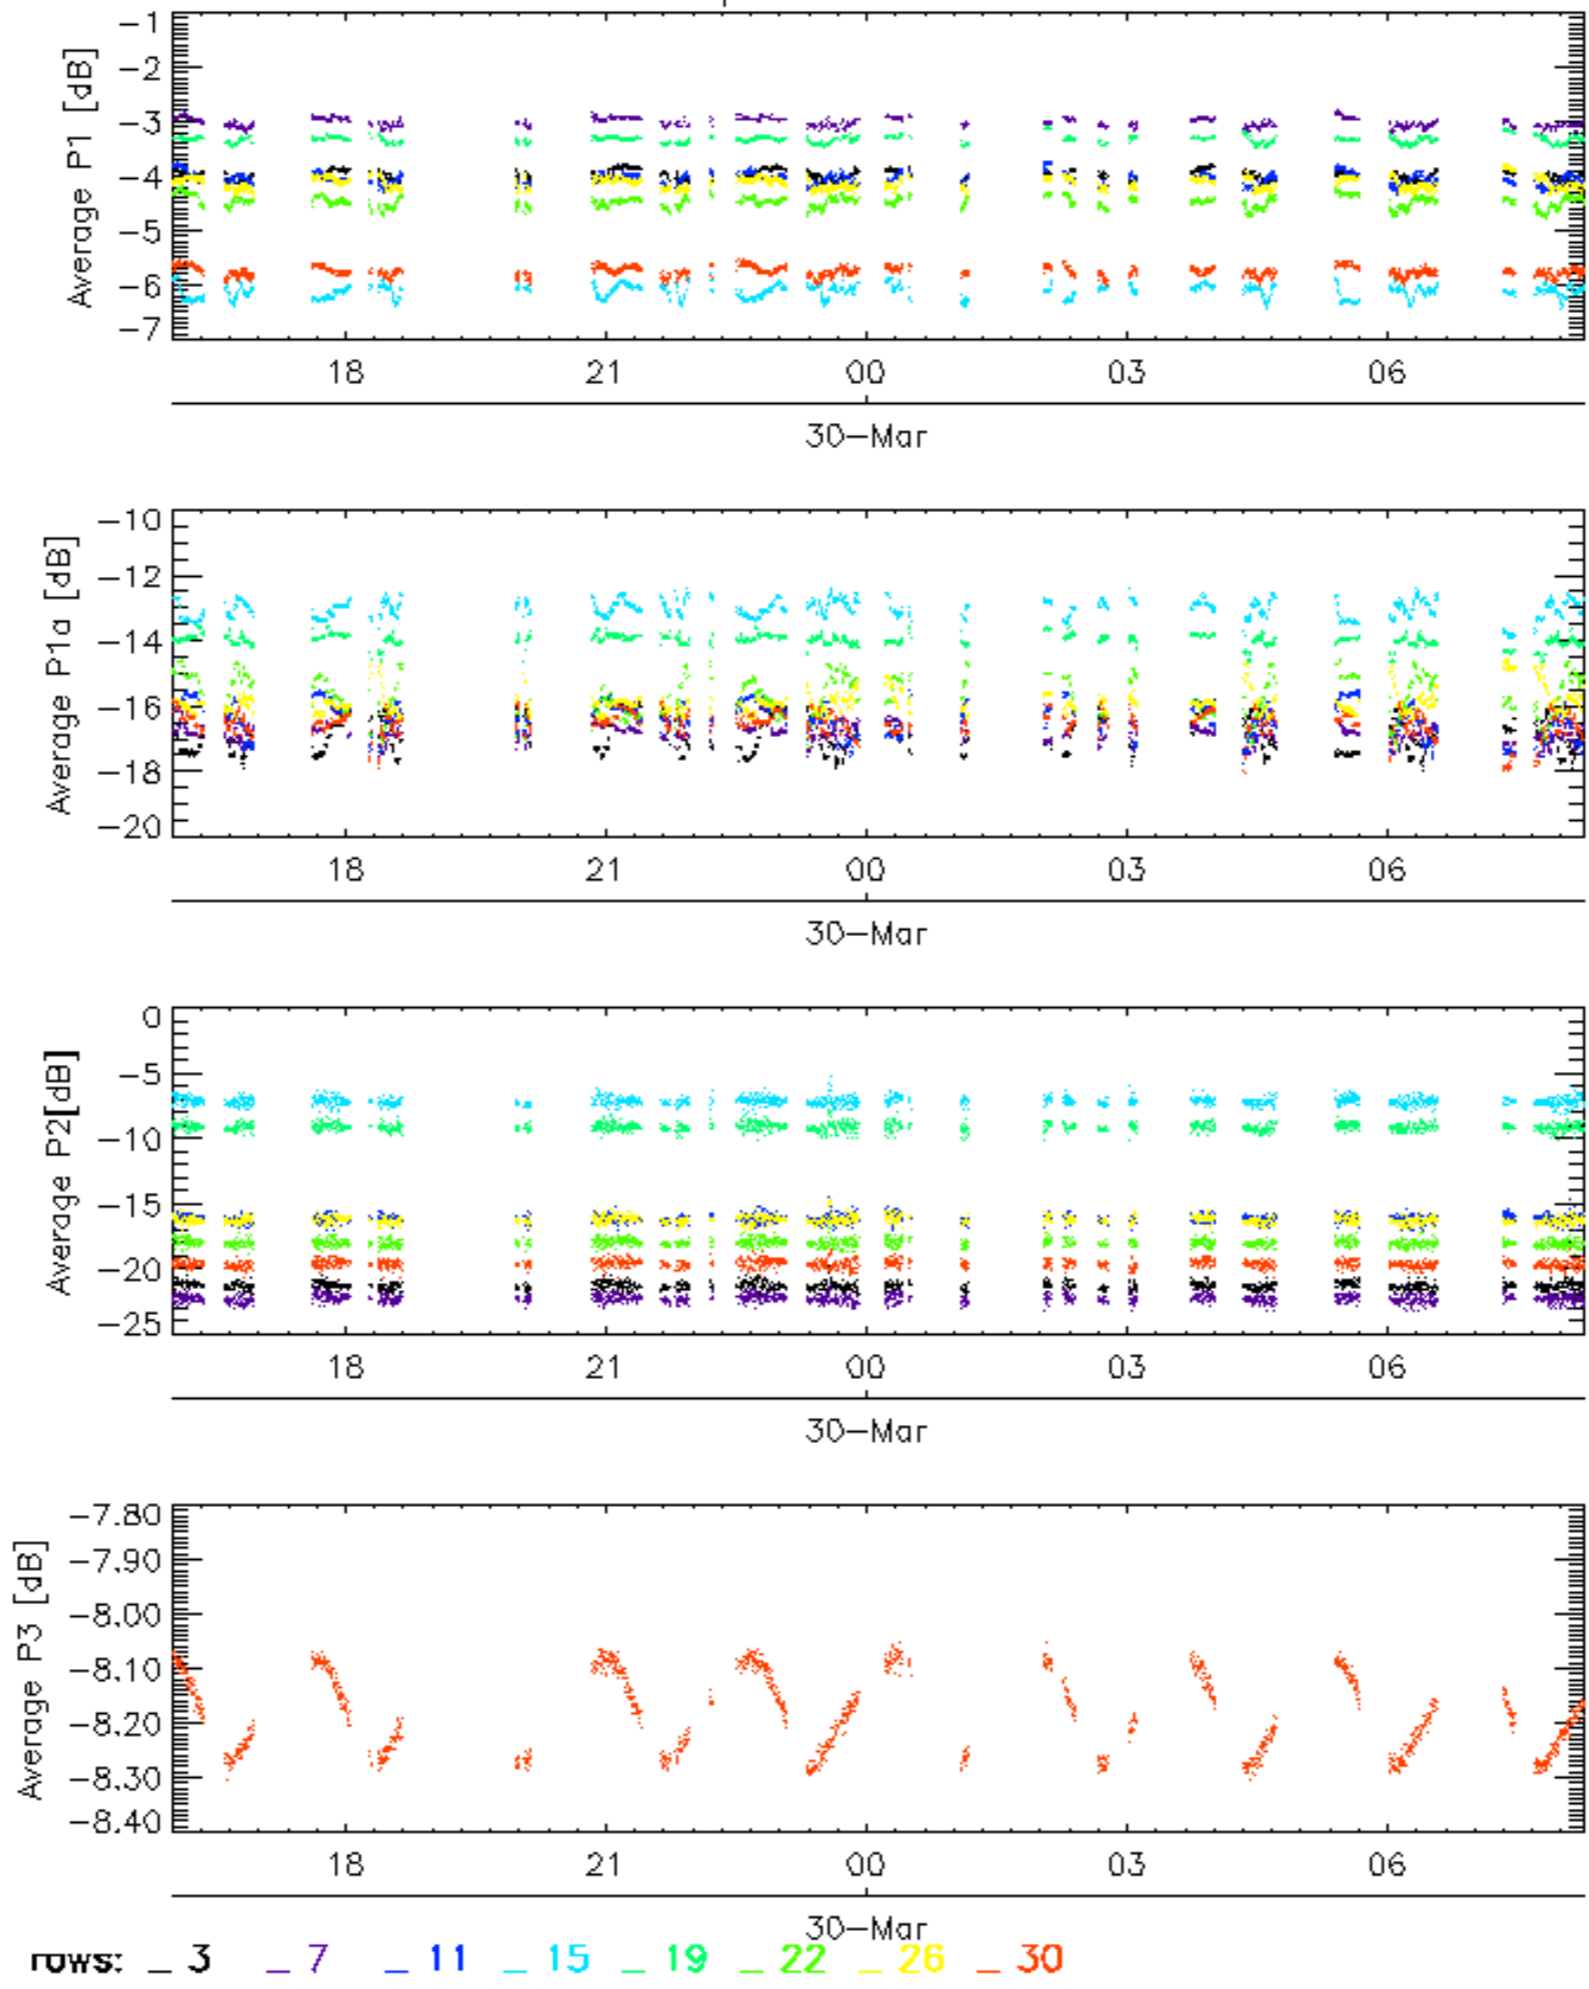 Average P1 [dB]
-1
-2
-3
-4
-5
-6
-7
18 21 00 03 06
30-Mar
Average P1a [dB]
-10
-12
-14
-16
-18
-20
18 21 00 03 06
30-Mar
Average P2[dB]
0
-5
-10
-15
-20
-25
18 21 00 03 06
30-Mar
Average P3 [dB]
-7.80
-7.90
-8.00
-8.10
-8.20
-8.30
-8.40
18 21 00 03 06
30-Mar
rows: _ 3 _ 7 _ 11 _ 15 _ 19 _ 22 _ 26 _ 30